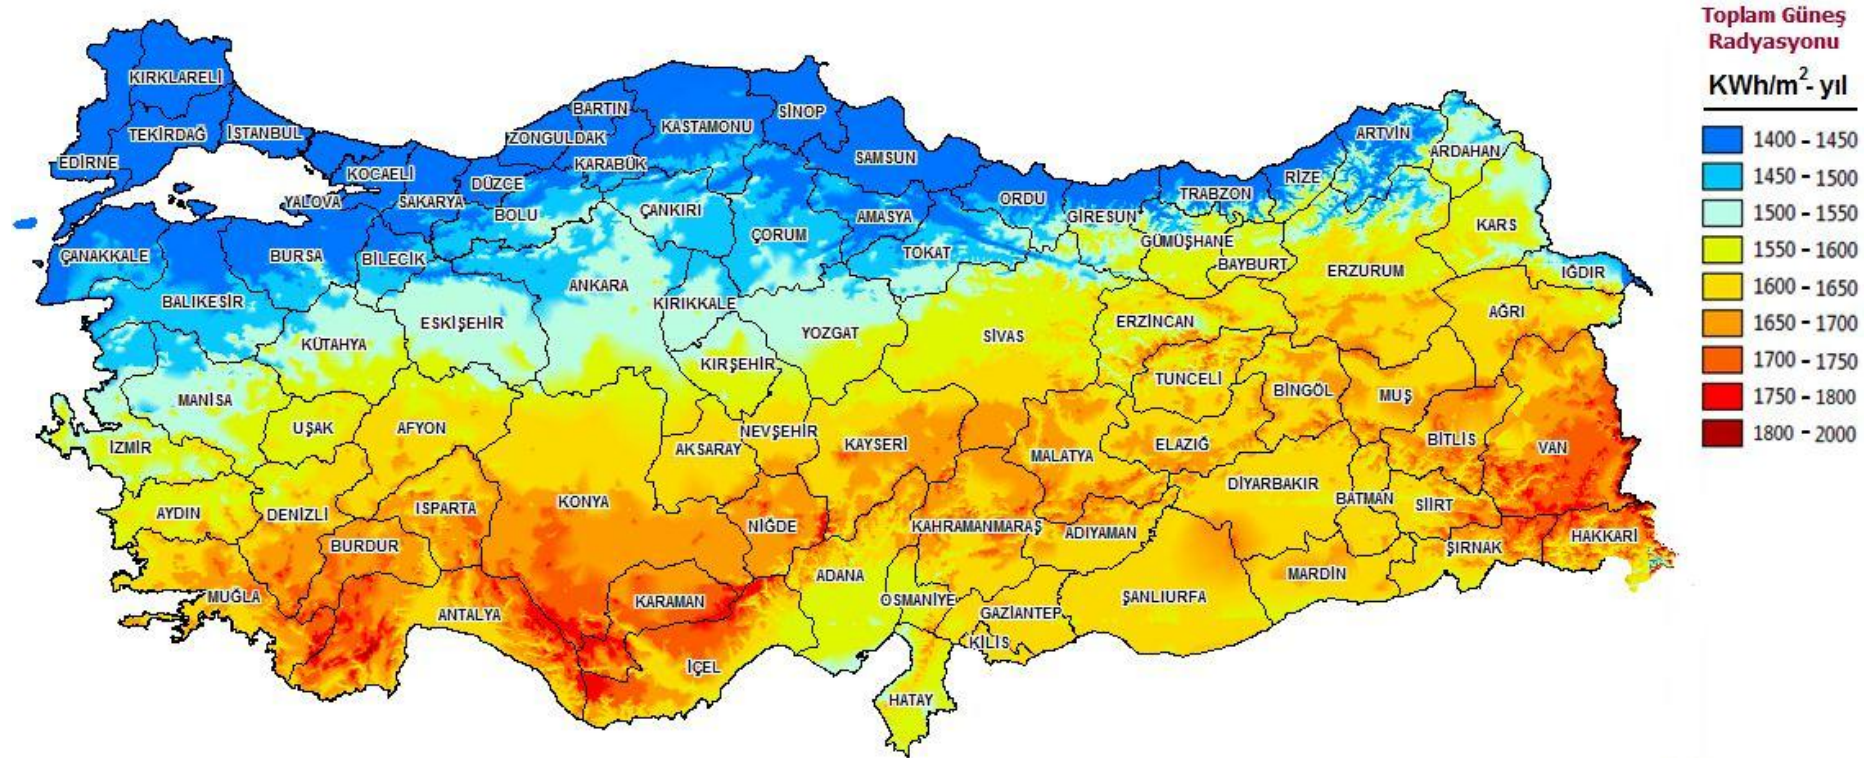 Toplam Güneş
Radyasyonu
KWh/m²- yıl
1400 - 1450
1450 - 1500
1500 - 1550
1550 - 1600
1600 - 1650
1650 - 1700
1700 - 1750
1750 - 1800
1800 - 2000
KIRKLARELİ
TEKİRDAĞ
İSTANBUL
EDİRNE
KOCAELİ
YALOVA
SAKARYA
DÜZCE
ZONGULDAK
BARTIN
KARABÜK
KASTAMONU
SİNOP
SAMSUN
BOLU
ÇANKIRI
ÇORUM
AMASYA
TOKAT
ORDU
GİRESUN
TRABZON
RİZE
ARTVİN
ARDAHAN
KARS
GÜMÜŞHANE
BAYBURT
ERZURUM
IĞDIR
AĞRI
ÇANAKKALE
BURSA
BİLECİK
BALIKESİR
KÜTAHYA
ESKİŞEHİR
ANKARA
KIRIKKALE
YOZGAT
KIRŞEHİR
SİVAS
ERZİNCAN
TUNCELİ
BİNGÖL
MUŞ
MANİSA
UŞAK
AFYON
İZMİR
AKSARAY
NEVŞEHİR
KAYSERİ
MALATYA
ELAZIĞ
BİTLİS
VAN
AYDIN
DENİZLİ
ISPARTA
KONYA
NİĞDE
KAHRAMANMARAŞ
ADIYAMAN
DİYARBAKIR
BATMAN
SİİRT
BURDUR
ŞIRNAK
HAKKARİ
MUĞLA
ANTALYA
KARAMAN
ADANA
OSMANİYE
GAZİANTEP
ŞANLIURFA
MARDİN
KİLİS
İÇEL
HATAY